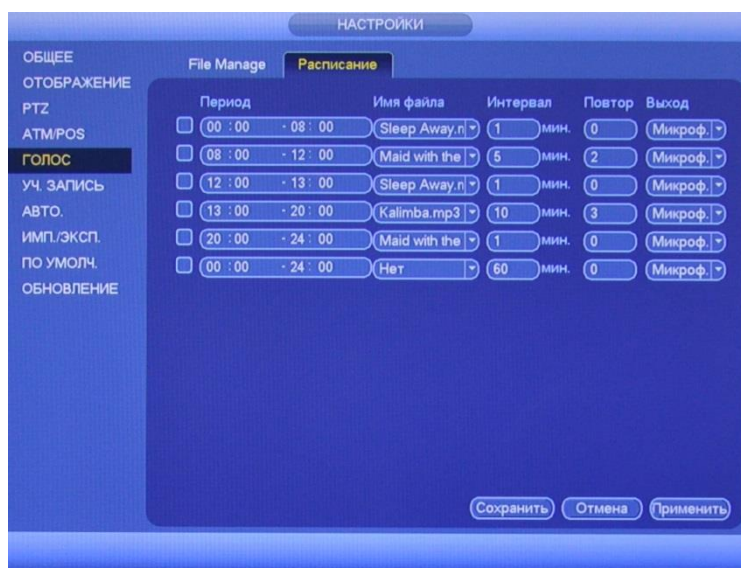 НАСТРОЙКИ
ОБЩЕЕ
ОТОБРАЖЕНИЕ
PTZ
ATM/POS
ГОЛОС
УЧ. ЗАПИСЬ
АВТО.
ИМП./ЭКСП.
ПО УМОЛЧ.
ОБНОВЛЕНИЕ
File Manage Расписание
Период Имя файла Интервал Повтор Выход
00 :00 - 08: 00 Sleep Away.n 1 мин. 0 Микроф.
08 :00 - 12: 00 Maid with the 5 мин. 2 Микроф.
12 :00 - 13: 00 Sleep Away.n 1 мин. 0 Микроф.
13 :00 - 20: 00 Kalimba.mp3 10 мин. 3 Микроф.
20 :00 - 24: 00 Maid with the 1 мин. 0 Микроф.
00 :00 - 24: 00 Нет 60 мин. 0 Микроф.
Сохранить Отмена Применить